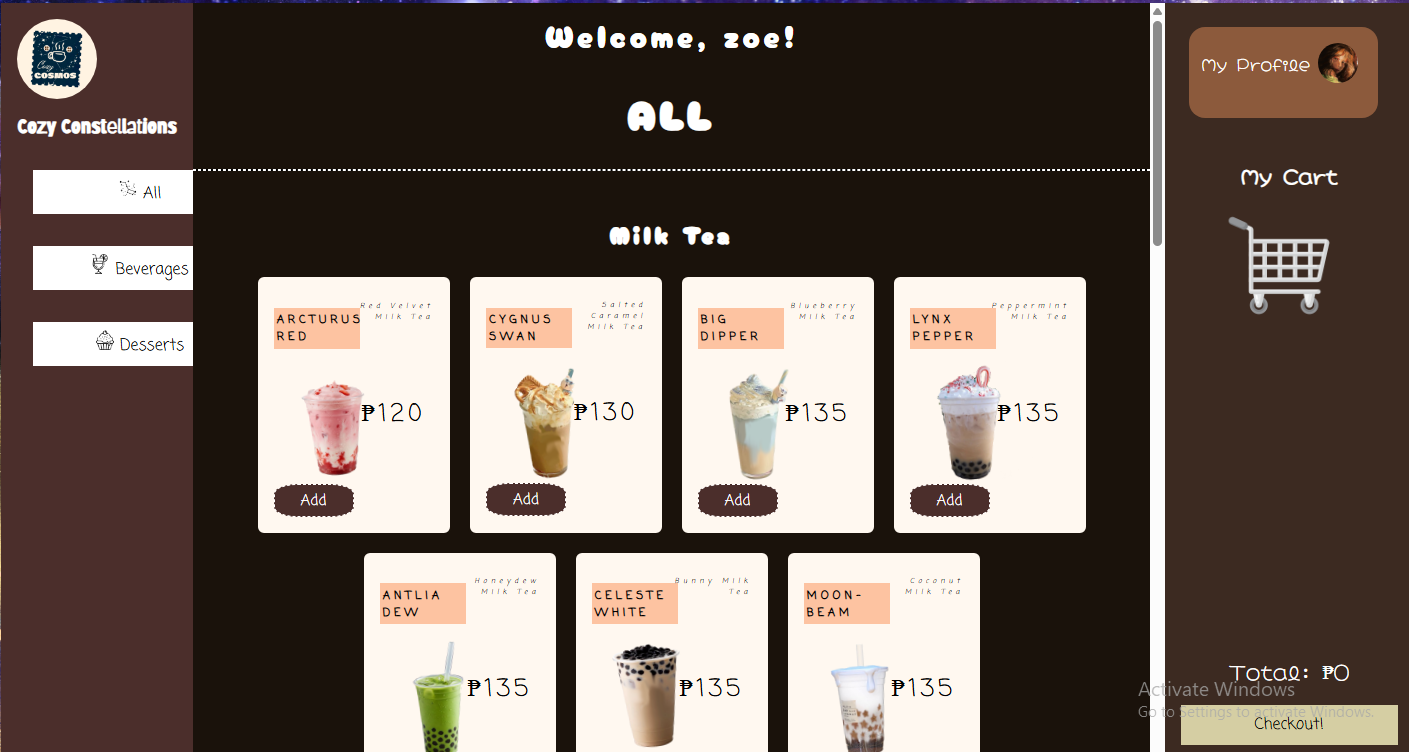 Cozy
COSMOS
Cozy Constellations
All
Beverages
Desserts
Welcome, zoe!
ALL
Milk Tea
ARCTURUS
RED
Red Velvet
Milk Tea
₱120
Add
CYGNUS
SWAN
Salted
Caramel
Milk Tea
₱130
Add
BIG
DIPPER
Blueberry
Milk Tea
₱135
Add
LYNX
PEPPER
Peppermint
Milk Tea
₱135
Add
ANTLIA
DEW
Honeydew
Milk Tea
₱135
CELESTE
WHITE
Bunny Milk
Tea
₱135
MOON-
BEAM
Coconut
Milk Tea
₱135
My Profile
My Cart
Total: ₱0
Activate Windows
Go to Settings to activate Windows.
Checkout!